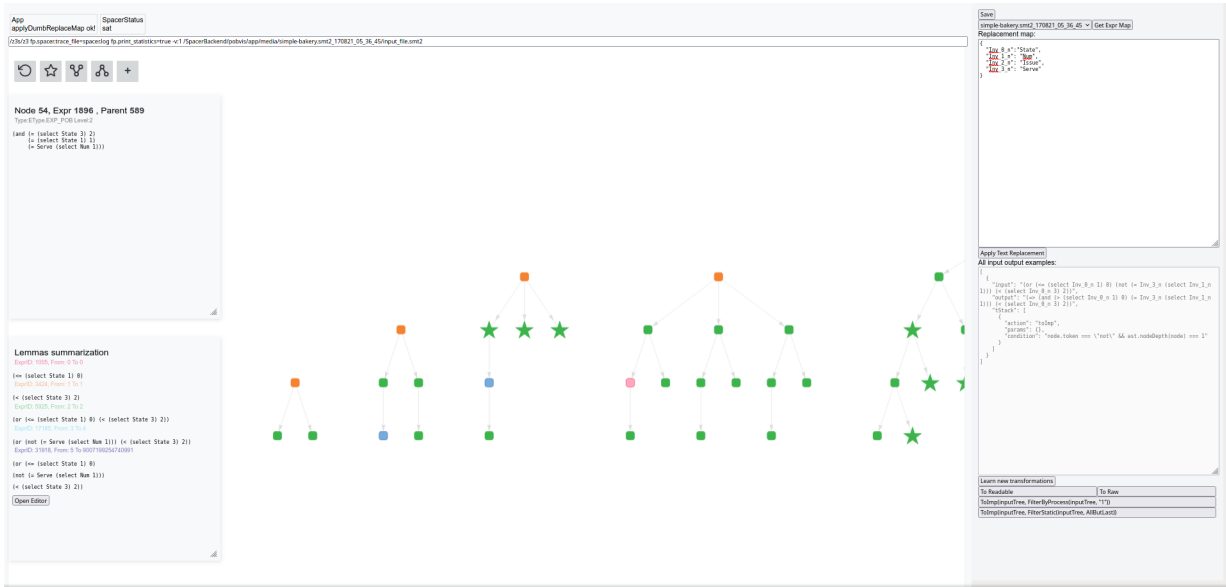 App
applyDumbReplaceMap ok!
SpacerStatus
sat
/z3s/z3 fp.spacer.trace_file=spacer.log fp.print_statistics=true -v:1 /SpacerBackend/pobvis/app/media/simple-bakery.smt2_170821_05_36_45/input_file.smt2
+
Node 54, Expr 1896 , Parent 589
Type:EType.EXP_POB Level:2
(and (= (select State 3) 2)
(= (select State 1) 1)
(= Serve (select Num 1)))
Lemmas summarization
ExprID: 1005, From: 0 To 0
(<= (select State 1) 0)
ExprID: 3424, From: 1 To 1
(< (select State 3) 2)
ExprID: 5925, From: 2 To 2
(or (<= (select State 1) 0) (< (select State 3) 2))
ExprID: 17185, From: 3 To 4
(or (not (= Serve (select Num 1))) (< (select State 3) 2))
ExprID: 31918, From: 5 To 9007199254740991
(or (<= (select State 1) 0)
(not (= Serve (select Num 1)))
(< (select State 3) 2))
Open Editor
Save
simple-bakery.smt2_170821_05_36_45
Get Expr Map
Replacement map:
{
"Inv_0_n":"State",
"Inv_1_n": "Num",
"Inv_2_n": "Issue",
"Inv_3_n": "Serve"
}
Apply Text Replacement
All input output examples:
[
{
"input": "(or (<= (select Inv_0_n 1) 0) (not (= Inv_3_n (select Inv_1_n
1))) (< (select Inv_0_n 3) 2))",
"output": "(=> (and (> (select Inv_0_n 1) 0) (= Inv_3_n (select Inv_1_n
1))) (< (select Inv_0_n 3) 2))",
"tStack": [
{
"action": "toImp",
"params": {},
"condition": "node.token === \"not\" && ast.nodeDepth(node) === 1"
}
]
}
]
Learn new transformations
To Readable
To Raw
ToImp(inputTree, FilterByProcess(inputTree, "1"))
ToImp(inputTree, FilterStatic(inputTree, AllButLast))